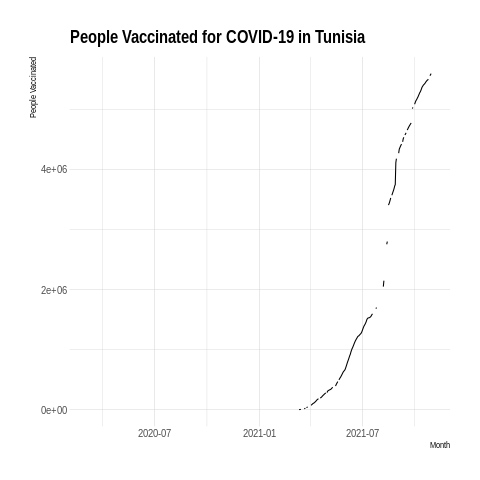 People Vaccinated for COVID-19 in Tunisia
People Vaccinated
4e+06
2e+06
0e+00
2020-07 2021-01 2021-07
Month